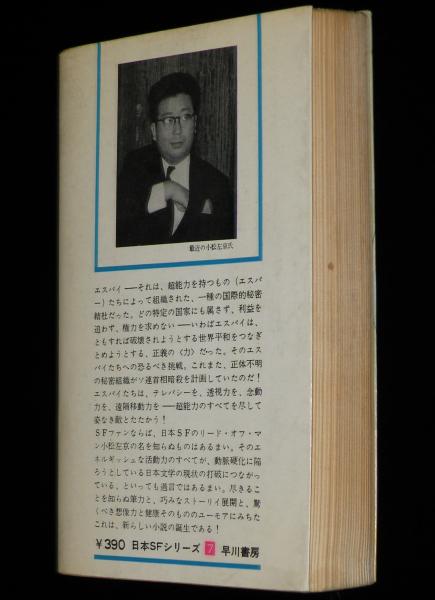 最近の小松左京氏
エスパイ――それは、超能力を持つもの（エスパ
ー）たちによって組織された、一種の国際的秘密
結社だった。どの特定の国家にも属さず、利益を
追わず、権力を求めない――いわばエスパイは、
ともすれば破壊されようとする世界平和をつなぎ
とめようとする、正義の〈力〉だった。そのエス
パイたちへの恐るべき挑戦。これまた、正体不明
の秘密組織がソ連首相暗殺を計画していたのだ！
エスパイたちは、テレパシーを、透視力を、念動
力を、遠隔移動力を――超能力のすべてを尽して
姿なき敵とたたかう！
ＳＦファンならば、日本ＳＦのリード・オフ・マ
ン小松左京の名を知らぬものはあるまい。そのエ
ネルギッシュな活動力のすべてが、動脈硬化に陥
ろうとしている日本文学の現状の打破につながっ
ている、といっても過言ではあるまい。尽きるこ
とを知らぬ筆力と、巧みなストーリイ展開と、驚
くべき想像力と健康そのもののユーモアにみちた
これは、新らしい小説の誕生である！
￥390 日本SFシリーズ 7 早川書房